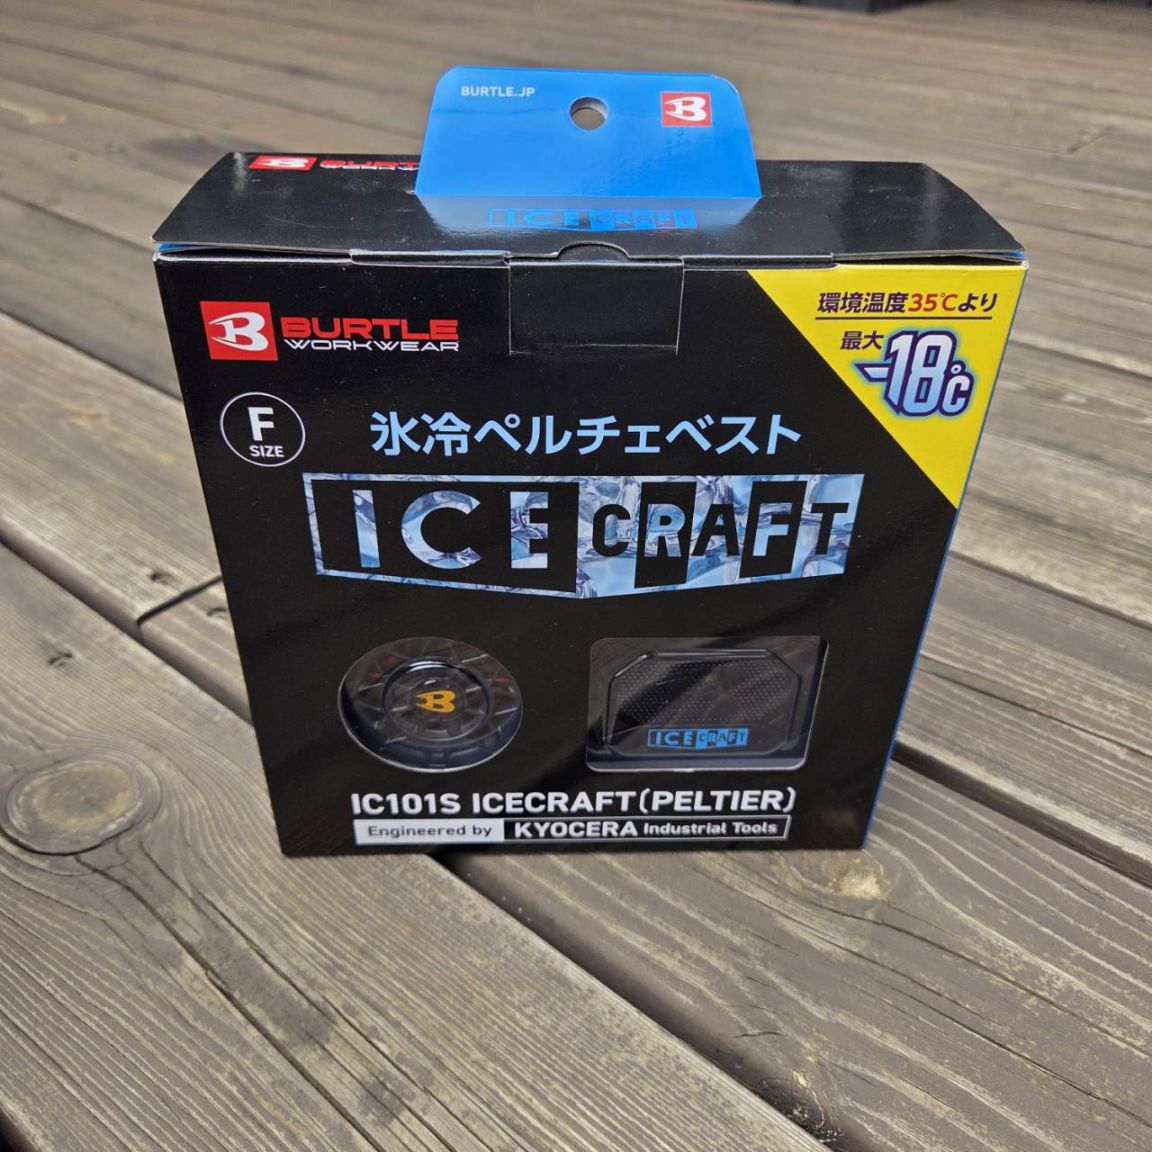 BURTLE.JP
B
BURTLE
WORKWEAR
ICE CRAFT
環境温度35℃より
最大
-18℃
BURTLE
WORKWEAR
F
SIZE
氷冷ペルチェベスト
ICE CRAFT
B
ICE CRAFT
IC101S ICECRAFT(PELTIER)
Engineered by KYOCERA Industrial Tools